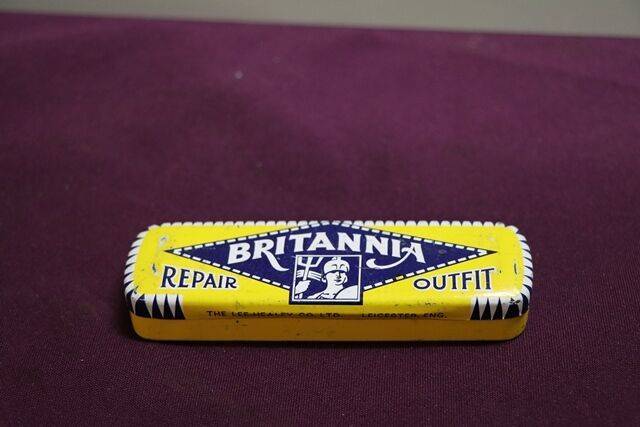 BRITANNIA
REPAIR OUTFIT
THE LEE-HEALEY CO. LTD. LEICESTER, ENG.